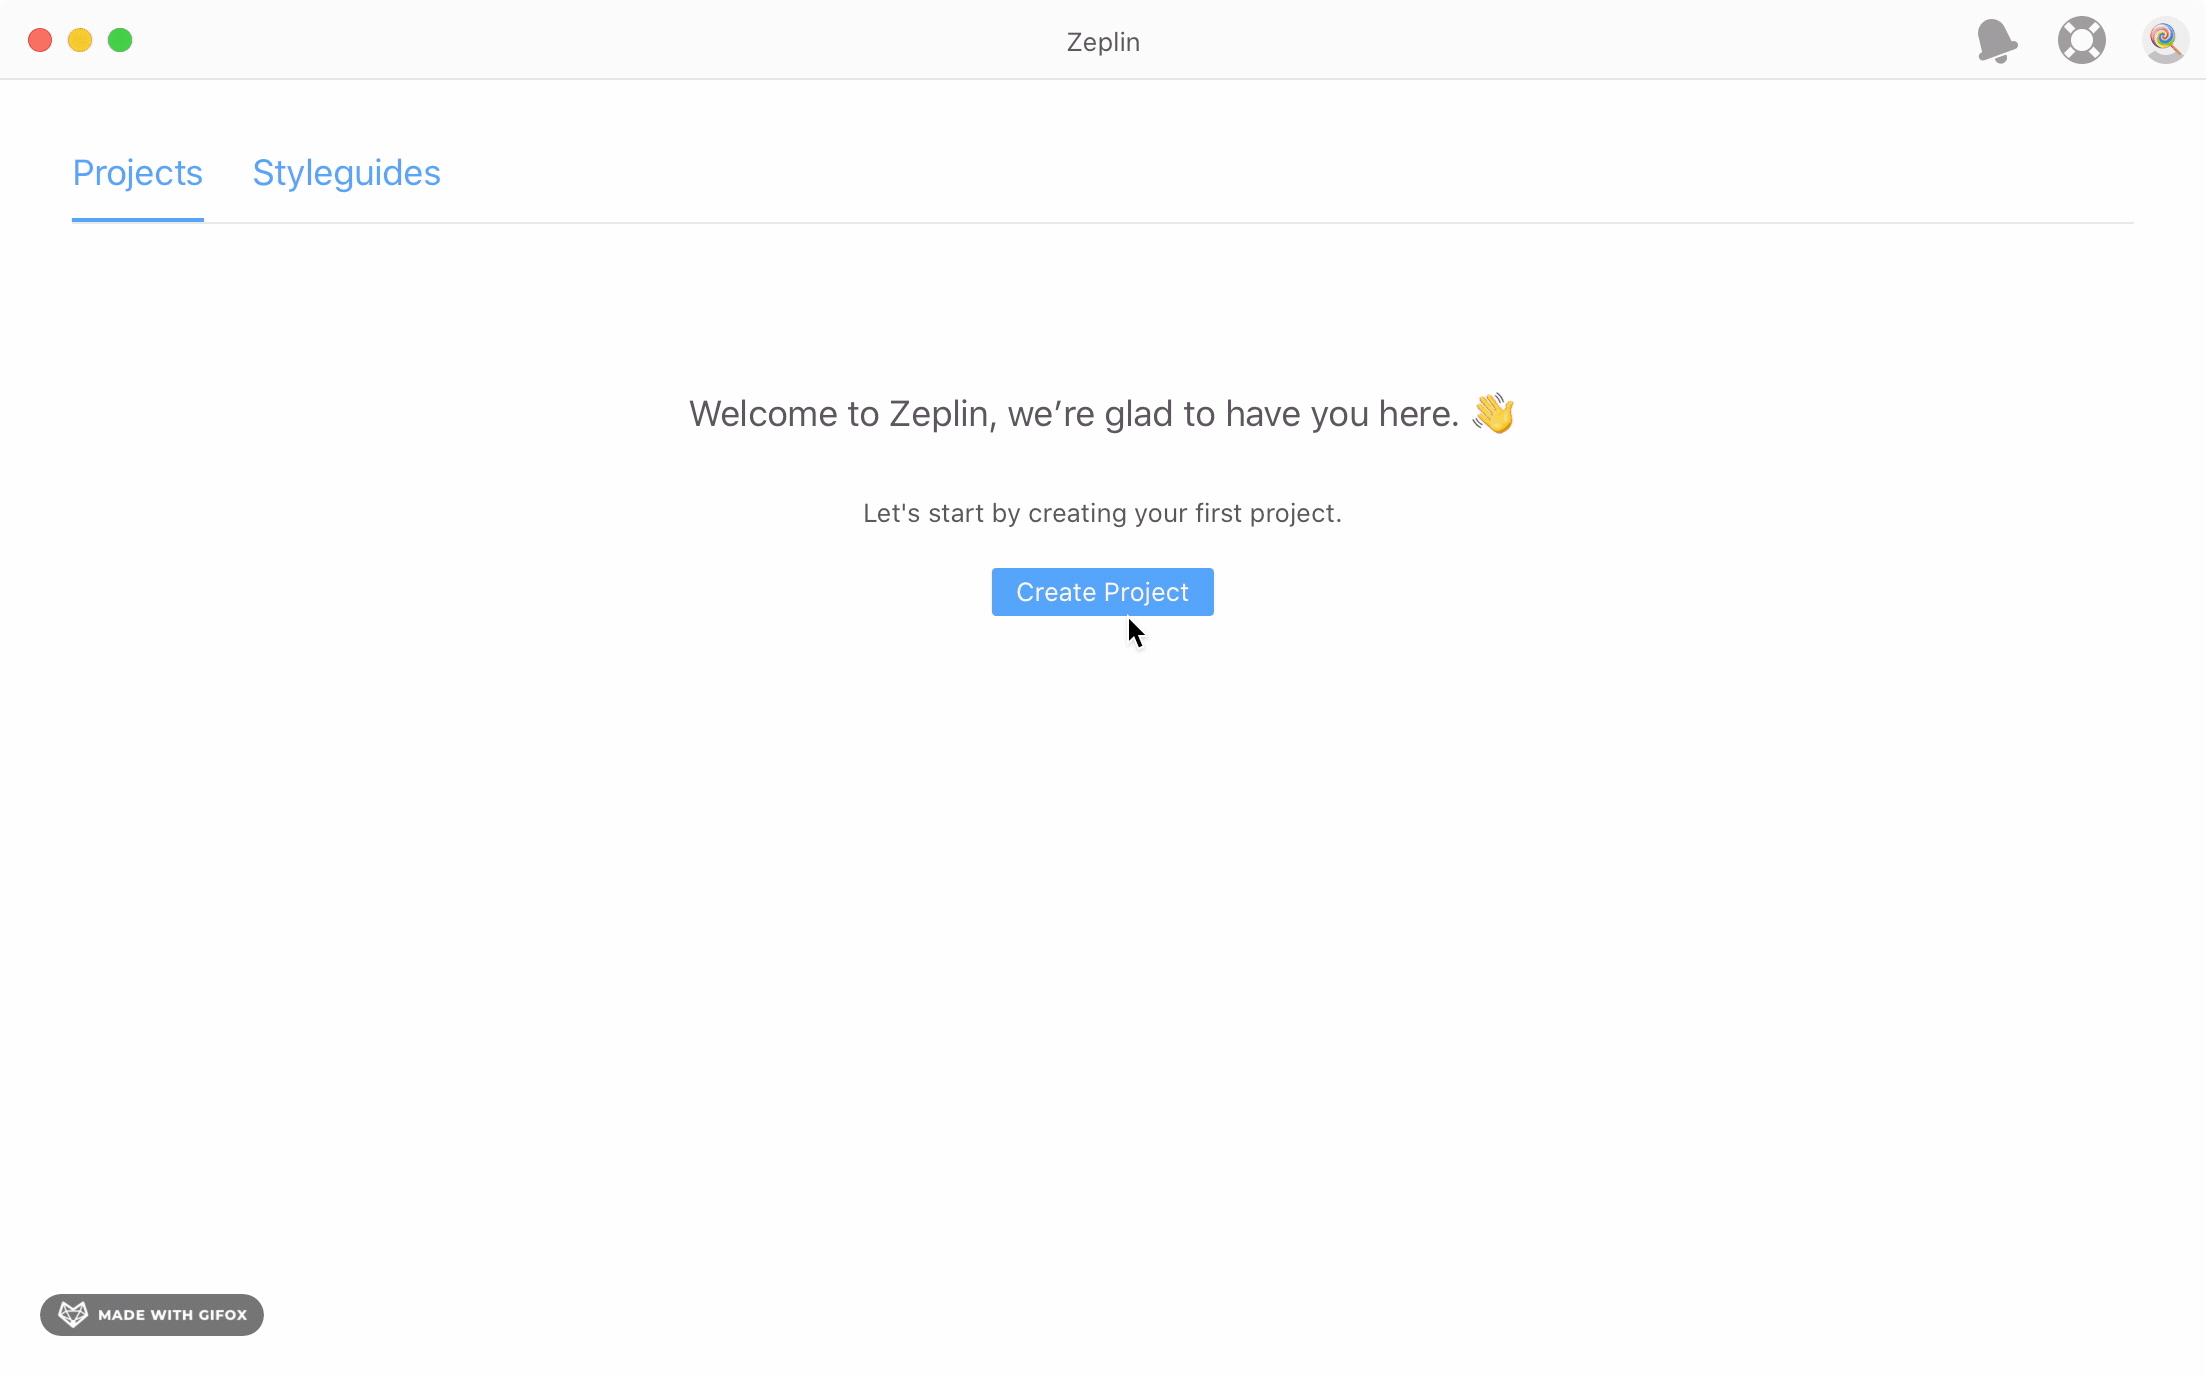 Zeplin
Projects Styleguides
Welcome to Zeplin, we’re glad to have you here. 👋
Let's start by creating your first project.
Create Project
MADE WITH GIFOX